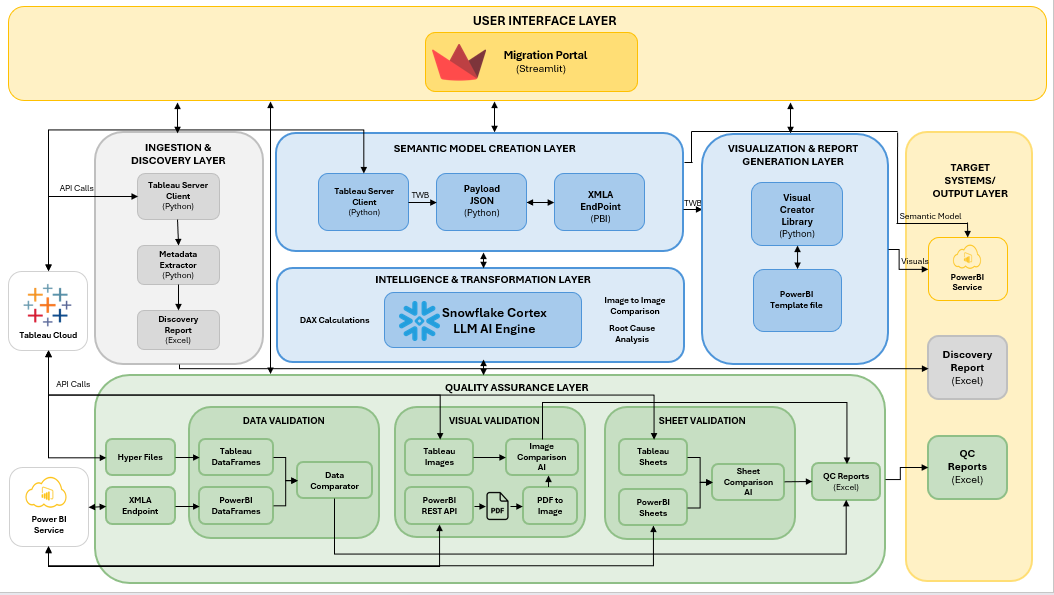 USER INTERFACE LAYER
Migration Portal
(Streamlit)
INGESTION &
DISCOVERY LAYER
API Calls
Tableau Server
Client
(Python)
Metadata
Extractor
(Python)
Discovery
Report
(Excel)
SEMANTIC MODEL CREATION LAYER
Tableau Server
Client
(Python)
TWB
Payload
JSON
(Python)
XMLA
EndPoint
(PBI)
TWB
INTELLIGENCE & TRANSFORMATION LAYER
DAX Calculations
Snowflake Cortex
LLM AI Engine
Image to Image
Comparison
Root Cause
Analysis
VISUALIZATION & REPORT
GENERATION LAYER
Visual
Creator
Library
(Python)
PowerBI
Template file
TARGET
SYSTEMS/
OUTPUT LAYER
Semantic Model
Visuals
PowerBI
Service
Discovery
Report
(Excel)
QC
Reports
(Excel)
Tableau Cloud
API Calls
Power BI
Service
QUALITY ASSURANCE LAYER
Hyper Files
XMLA
Endpoint
DATA VALIDATION
Tableau
DataFrames
PowerBI
DataFrames
Data
Comparator
VISUAL VALIDATION
Tableau
Images
Image
Comparison
AI
PowerBI
REST API
PDF
PDF to
Image
SHEET VALIDATION
Tableau
Sheets
PowerBI
Sheets
Sheet
Comparison
AI
QC Reports
(Excel)